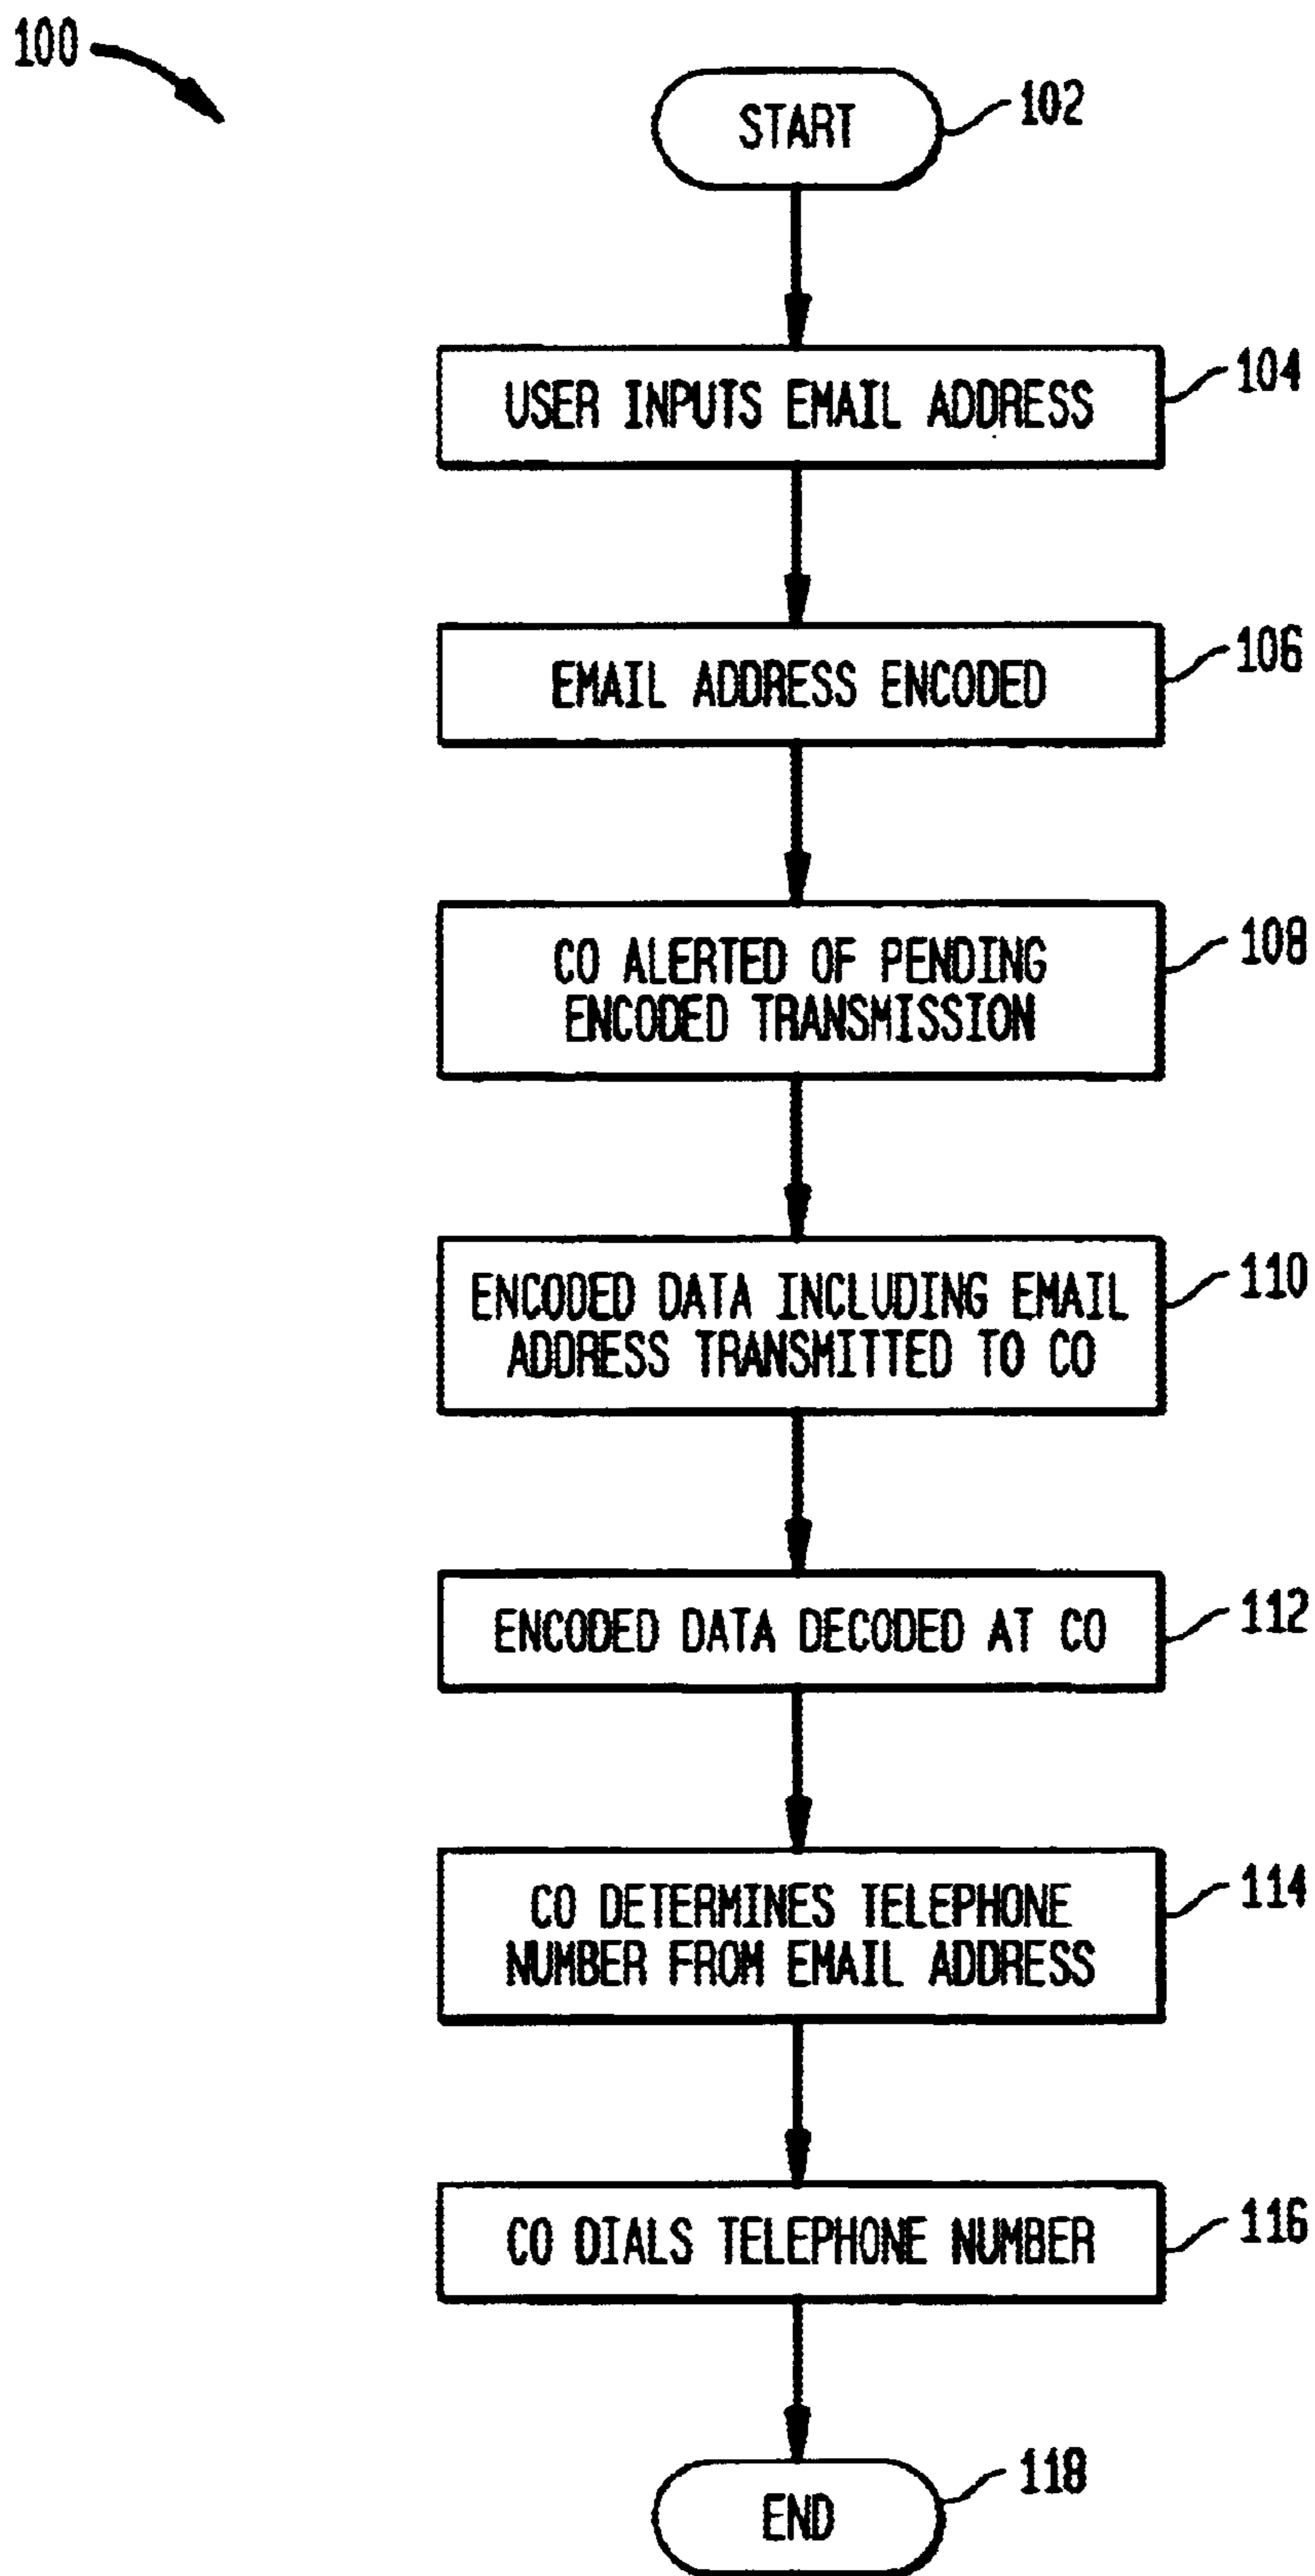 100
START
102
USER INPUTS EMAIL ADDRESS
104
EMAIL ADDRESS ENCODED
106
CO ALERTED OF PENDING
ENCODED TRANSMISSION
108
ENCODED DATA INCLUDING EMAIL
ADDRESS TRANSMITTED TO CO
110
ENCODED DATA DECODED AT CO
112
CO DETERMINES TELEPHONE
NUMBER FROM EMAIL ADDRESS
114
CO DIALS TELEPHONE NUMBER
116
END
118